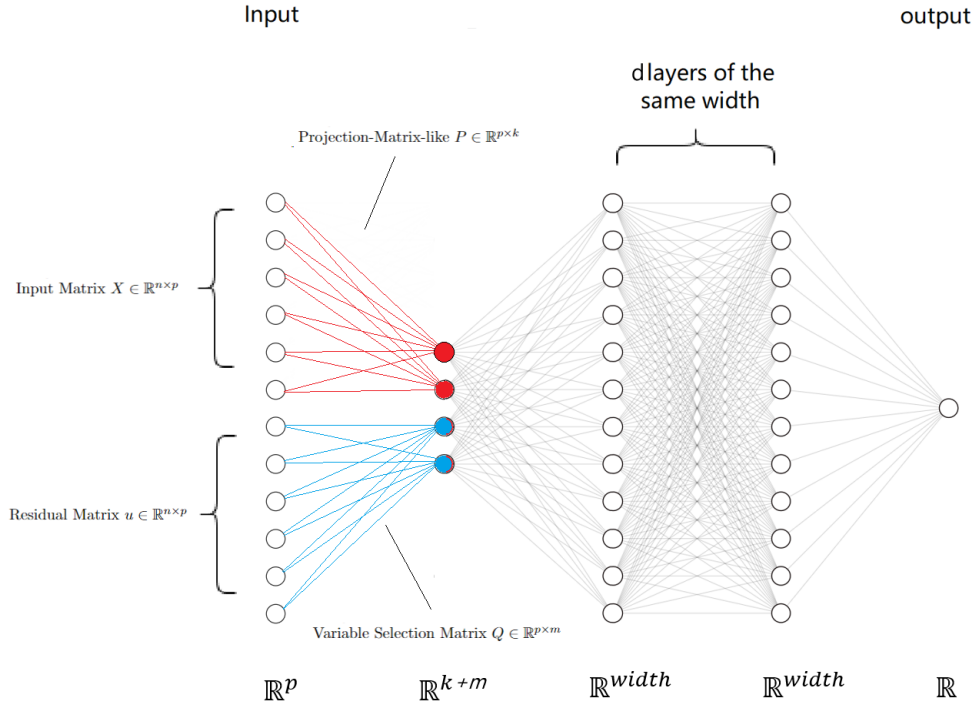 Input
output
dlayers of the
same width
Projection-Matrix-like P ∈ ℝ^{p×k}
Input Matrix X ∈ ℝ^{n×p}
Residual Matrix u ∈ ℝ^{n×p}
Variable Selection Matrix Q ∈ ℝ^{p×m}
ℝ^p
ℝ^{k+m}
ℝ^{width}
ℝ^{width}
ℝ